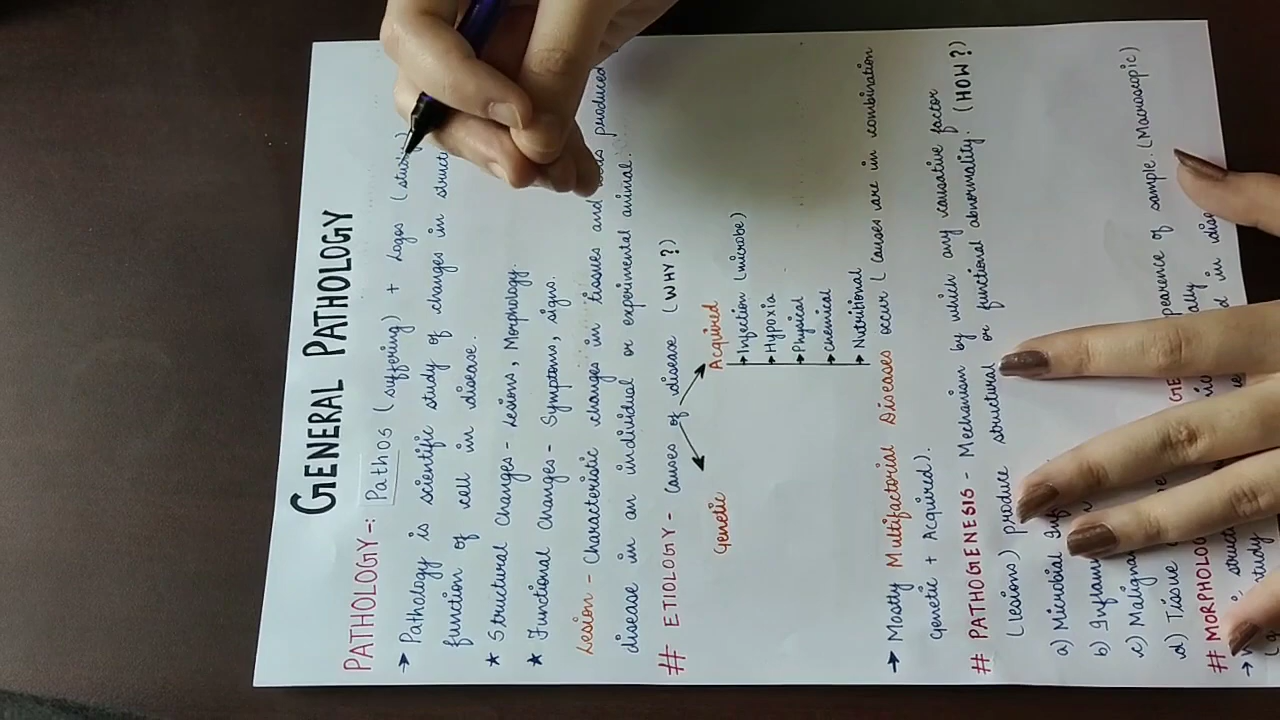 GENERAL PATHOLOGY
PATHOLOGY -: Pathos (suffering) + Logos (study)
→ Pathology is scientific study of changes in
function of cell in disease.
★ Structural Changes - Lesions, Morphology.
★ Functional Changes - Symptoms, signs.
Lesion - Characteristic changes in tissues and produced
disease in an individual or experimental animal.
# ETIOLOGY - Causes of disease (WHY?)
Genetic Acquired
→ Infection (microbe)
→ Hypoxia
→ Physical
→ Chemical
→ Nutritional
→ Mostly Multifactorial Diseases occur ( Causes are in combination
Genetic + Acquired).
# PATHOGENESIS - Mechanism by which any causative factor
(lesions) produce structural or functional abnormality. (HOW?)
a) Microbial
b)
c)
d) Tissue of sample. (Macroscopic)
#
→